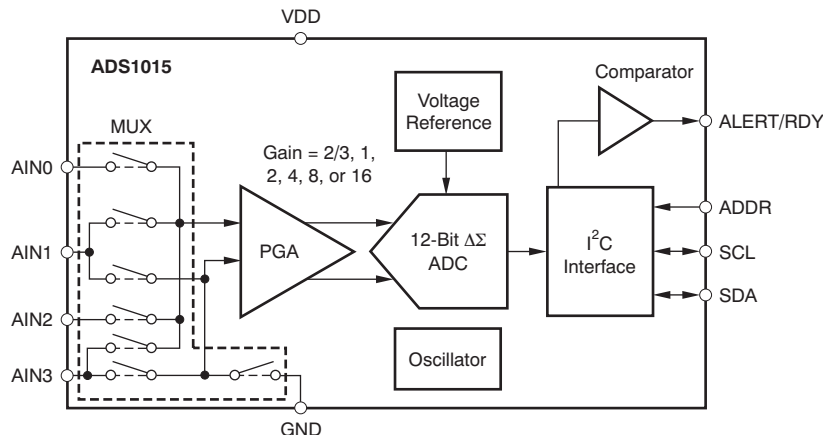 VDD
ADS1015
Comparator
MUX
Voltage
Reference
ALERT/RDY
Gain = 2/3, 1,
2, 4, 8, or 16
AIN0
ADDR
AIN1
PGA
12-Bit ΔΣ
ADC
I²C
Interface
SCL
SDA
AIN2
Oscillator
AIN3
GND